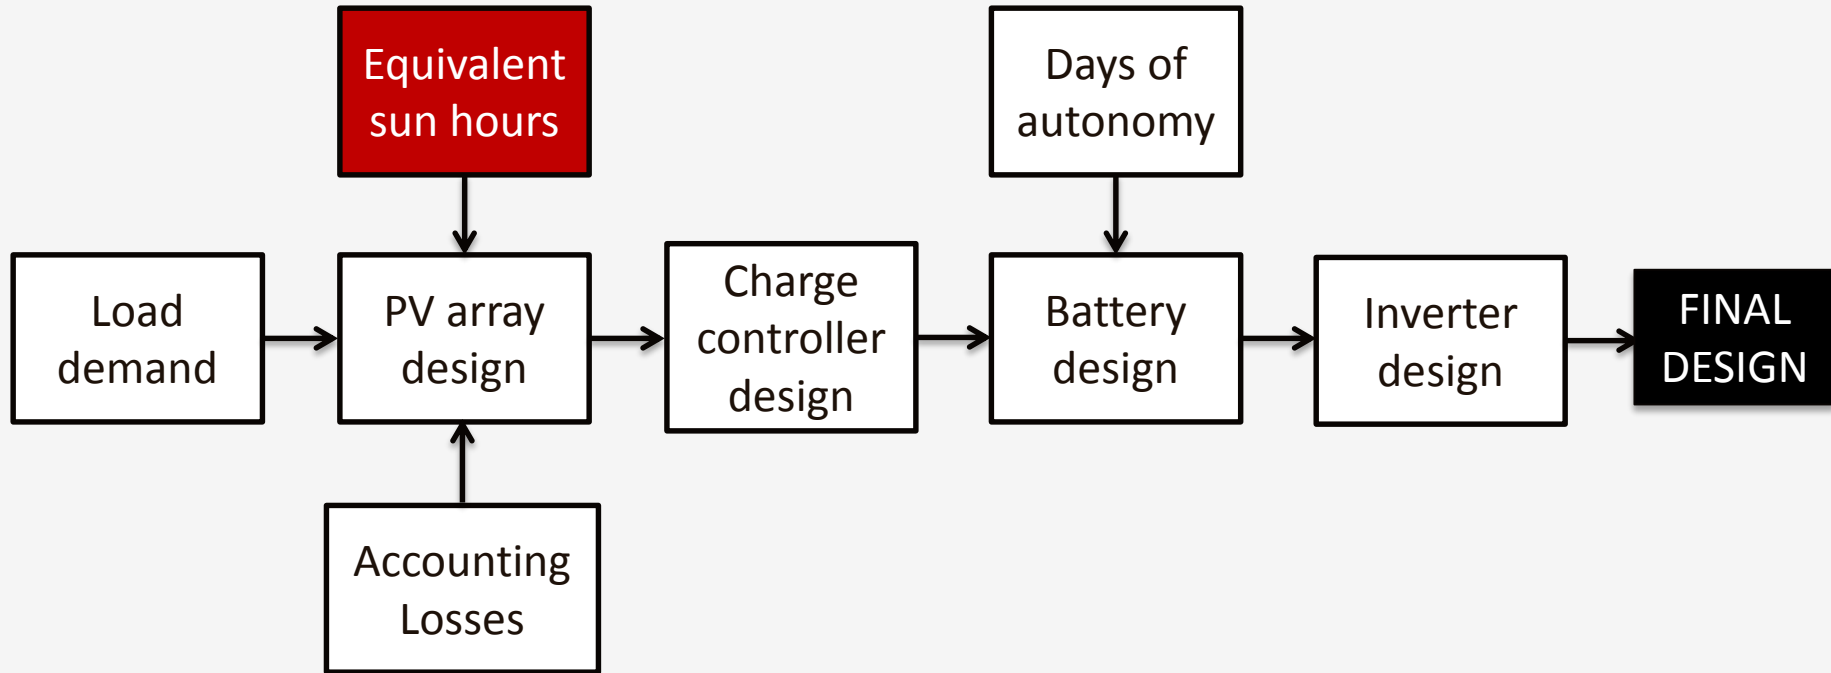 Equivalent
sun hours
Days of
autonomy
Load
demand
PV array
design
Charge
controller
design
Battery
design
Inverter
design
FINAL
DESIGN
Accounting
Losses